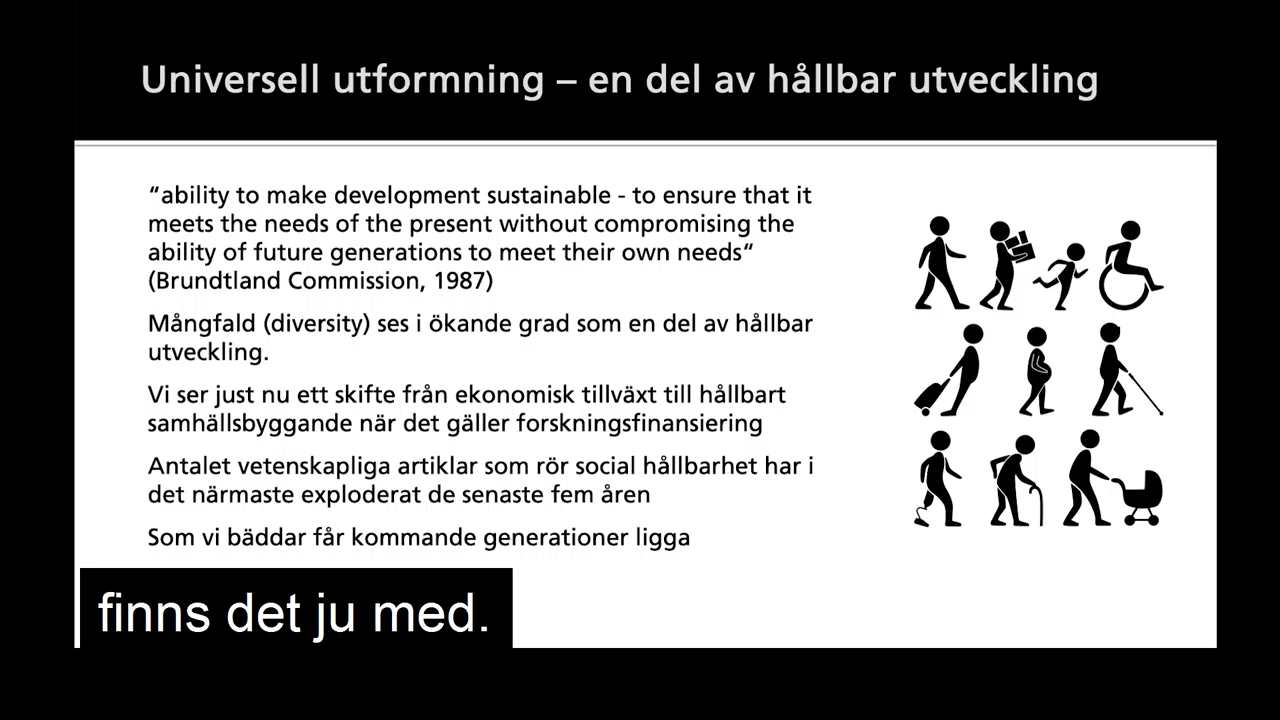 Universell utformning – en del av hållbar utveckling
“ability to make development sustainable - to ensure that it
meets the needs of the present without compromising the
ability of future generations to meet their own needs“
(Brundtland Commission, 1987)
Mångfald (diversity) ses i ökande grad som en del av hållbar
utveckling.
Vi ser just nu ett skifte från ekonomisk tillväxt till hållbart
samhällsbyggande när det gäller forskningsfinansiering
Antalet vetenskapliga artiklar som rör social hållbarhet har i
det närmaste exploderat de senaste fem åren
Som vi bäddar får kommande generationer ligga
finns det ju med.